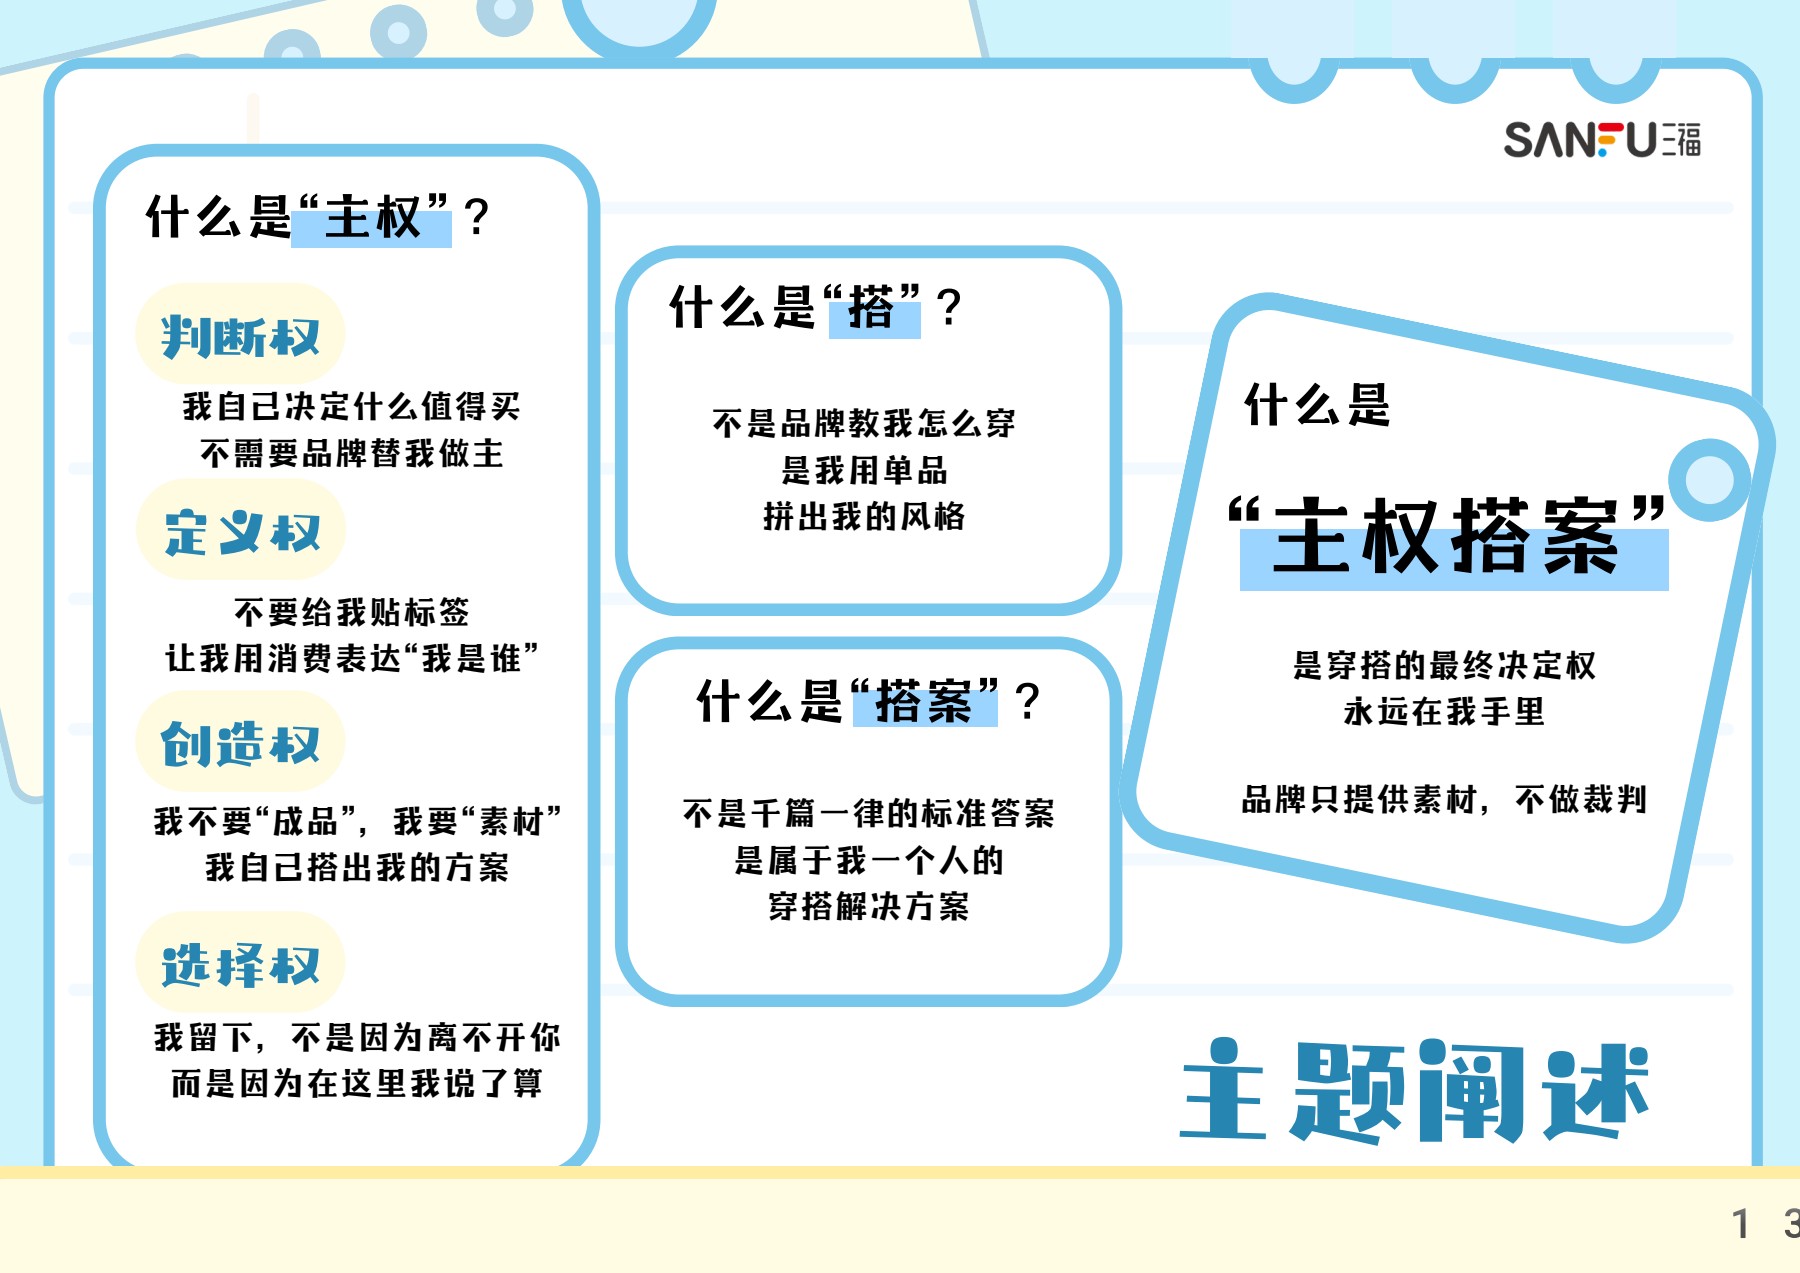 SANFU三福
什么是“主权”？
判断权
我自己决定什么值得买
不需要品牌替我做主
定义权
不要给我贴标签
让我用消费表达“我是谁”
创造权
我不要“成品”，我要“素材”
我自己搭出我的方案
选择权
我留下，不是因为离不开你
而是因为在这里我说了算
什么是“搭”？
不是品牌教我怎么穿
是我用单品
拼出我的风格
什么是“搭案”？
不是千篇一律的标准答案
是属于我一个人的
穿搭解决方案
什么是
“主权搭案”
是穿搭的最终决定权
永远在我手里
品牌只提供素材，不做裁判
主题阐述
13